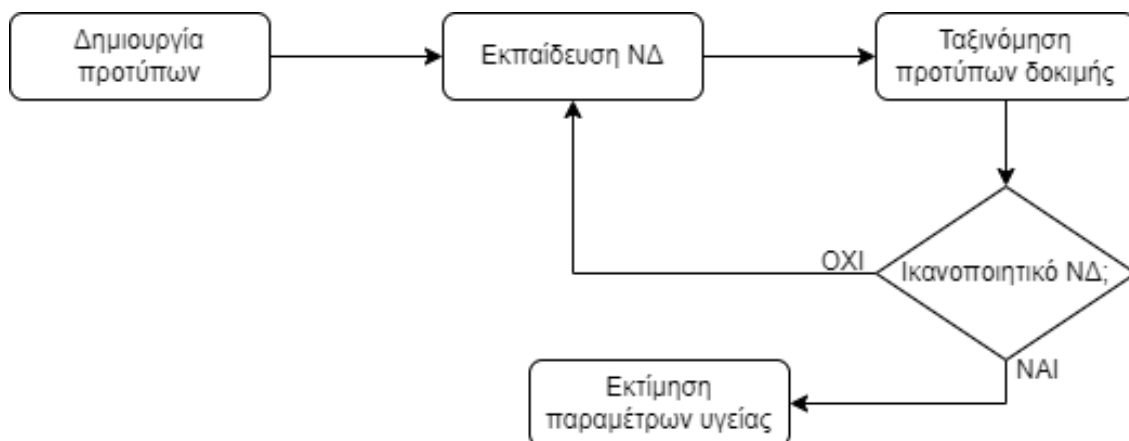 Δημιουργία
προτύπων
Εκπαίδευση ΝΔ
Ταξινόμηση
προτύπων δοκιμής
ΟΧΙ
Ικανοποιητικό ΝΔ;
ΝΑΙ
Εκτίμηση
παραμέτρων υγείας